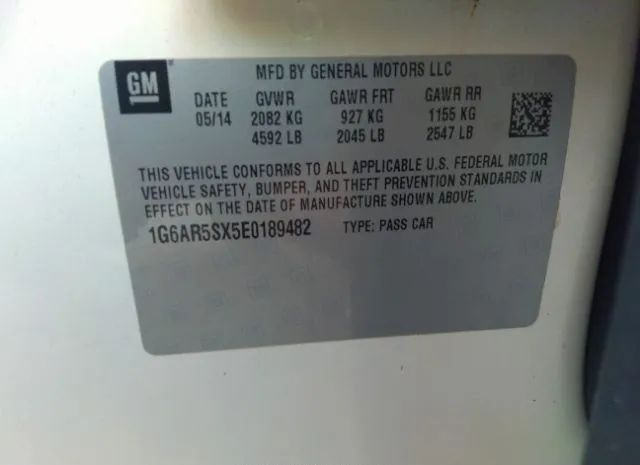 GM
MFD BY GENERAL MOTORS LLC
DATE GVWR GAWR FRT GAWR RR
05/14 2082 KG 927 KG 1155 KG
4592 LB 2045 LB 2547 LB
THIS VEHICLE CONFORMS TO ALL APPLICABLE U.S. FEDERAL MOTOR
VEHICLE SAFETY, BUMPER, AND THEFT PREVENTION STANDARDS IN
EFFECT ON THE DATE OF MANUFACTURE SHOWN ABOVE.
1G6AR5SX5E0189482 TYPE: PASS CAR